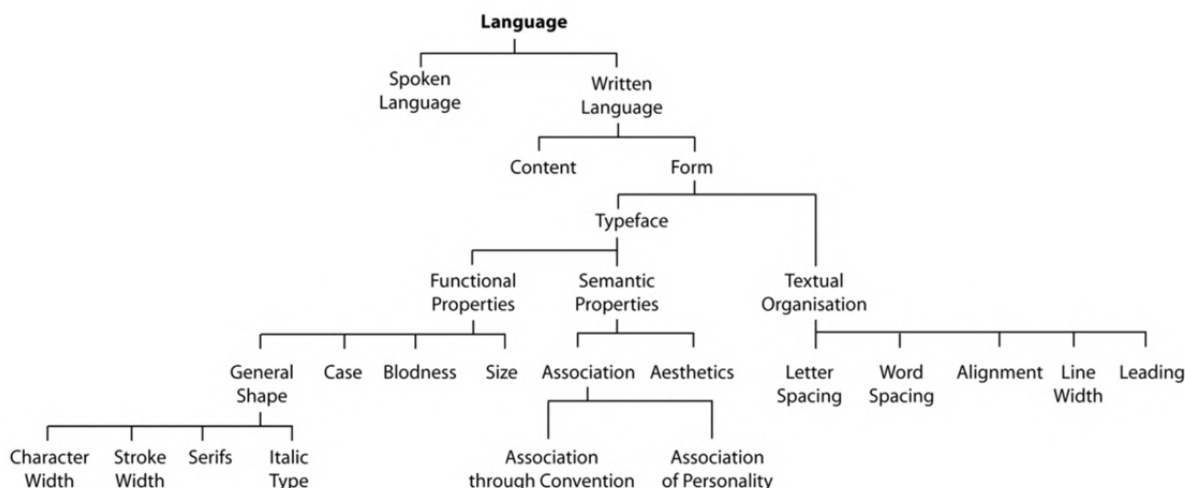 Language
Spoken
Language
Written
Language
Content
Form
Typeface
Functional
Properties
Semantic
Properties
Textual
Organisation
General
Shape
Case
Blodness
Size
Association
Aesthetics
Letter
Spacing
Word
Spacing
Alignment
Line
Width
Leading
Character
Width
Stroke
Width
Serifs
Italic
Type
Association
through Convention
Association
of Personality